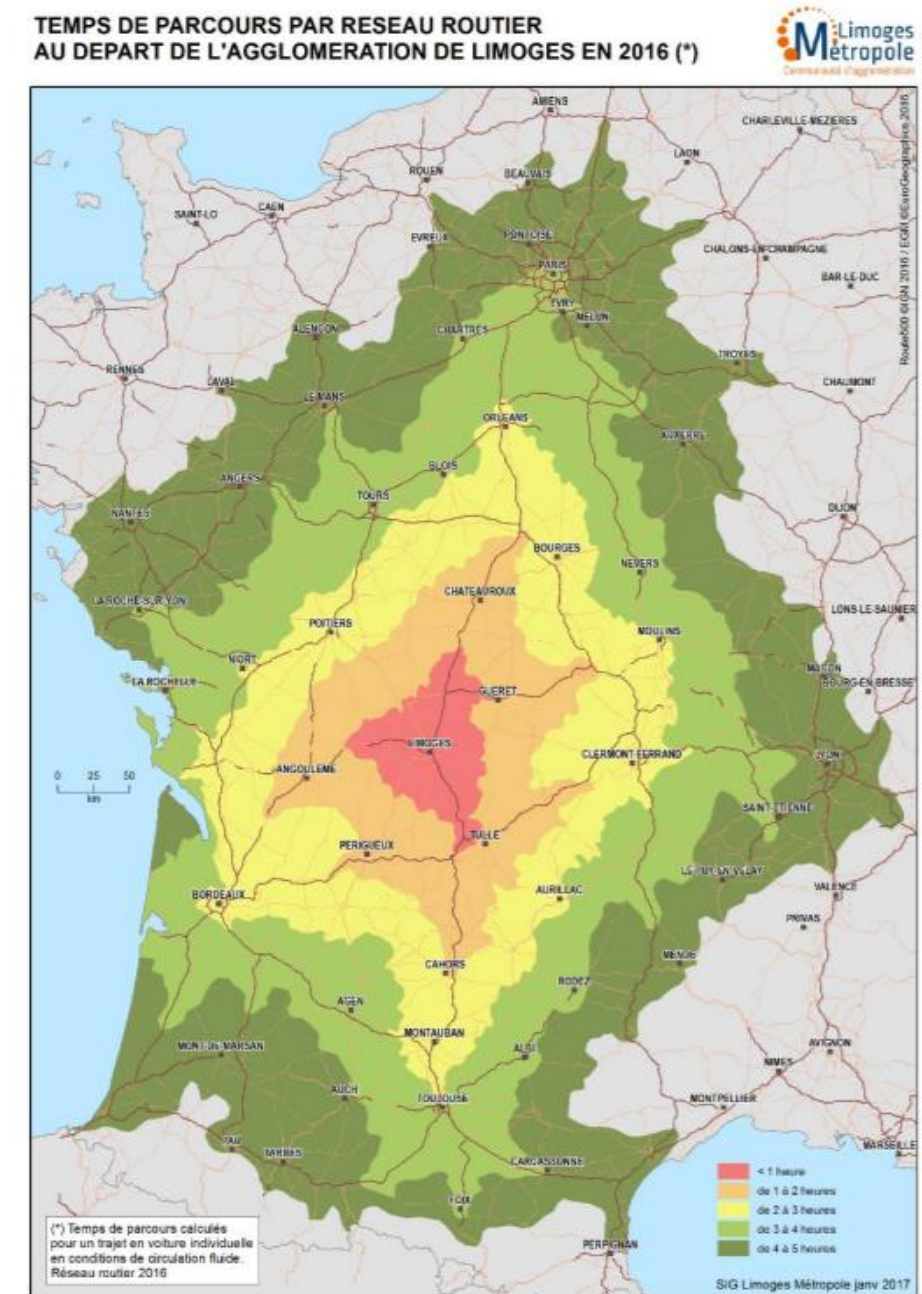 TEMPS DE PARCOURS PAR RESEAU ROUTIER
AU DEPART DE L'AGGLOMERATION DE LIMOGES EN 2016 (*)
Limoges
Métropole
Communauté d'agglomération
AMIENS
CHARLEVILLE-MEZIERES
LAON
ROUEN
BEAUVAIS
SAINT-LO
CAEN
EVREUX
PONTOISE
CHALONS-EN-CHAMPAGNE
PARIS
BAR-LE-DUC
EVRY
MELUN
ALENCON
CHARTRES
TROYES
RENNES
LAVAL
CHAUMONT
LE MANS
ORLEANS
AUXERRE
BLOIS
ANGERS
TOURS
NANTES
DIJON
BOURGES
NEVERS
CHATEAUROUX
LA ROCHE-SUR-YON
LONS-LE-SAUNIER
POITIERS
MOULINS
NIORT
MACON
LA ROCHELLE
BOURG-EN-BRESSE
GUERET
LIMOGES
CLERMONT-FERRAND
LYON
ANGOULEME
0 25 50
km
SAINT-ETIENNE
TULLE
PERIGUEUX
LE PUY-EN-VELAY
BORDEAUX
AURILLAC
VALENCE
PRIVAS
MENDE
CAHORS
RODEZ
AGEN
MONTAUBAN
MONT-DE-MARSAN
ALBI
AVIGNON
NIMES
AUCH
TOULOUSE
MONTPELLIER
PAU
TARBES
MARSEILLE
CARCASSONNE
FOIX
PERPIGNAN
< 1 heure
de 1 à 2 heures
de 2 à 3 heures
de 3 à 4 heures
de 4 à 5 heures
(*) Temps de parcours calculés
pour un trajet en voiture individuelle
en conditions de circulation fluide.
Réseau routier 2016
SIG Limoges Métropole janv 2017
Route500 ©IGN 2016 / EGM ©EuroGeographics 2016